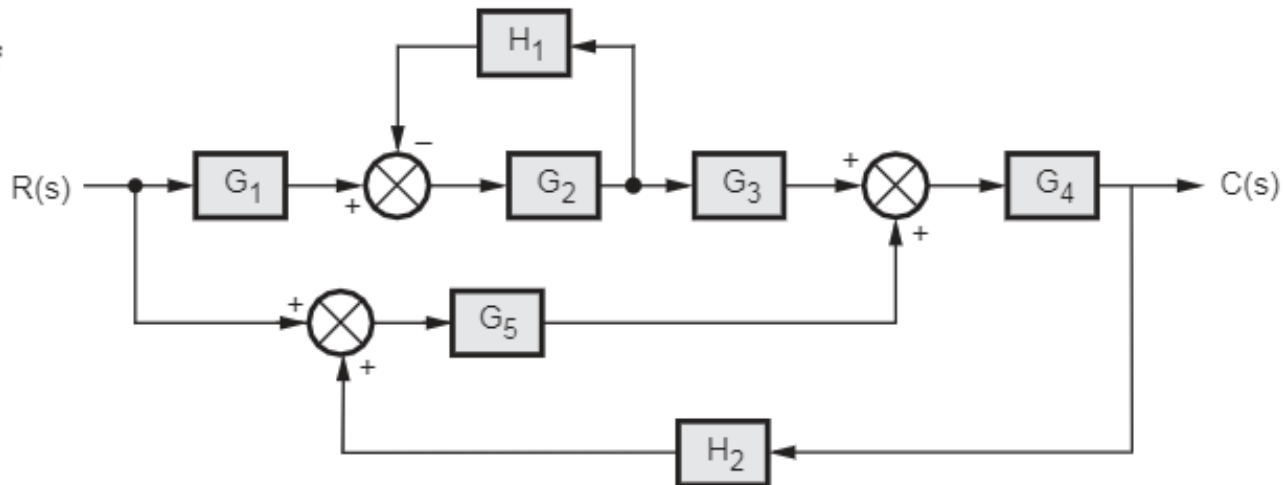 H₁
−
R(s)
G₁
+
G₂
G₃
+
G₄
C(s)
+
+
G₅
+
H₂